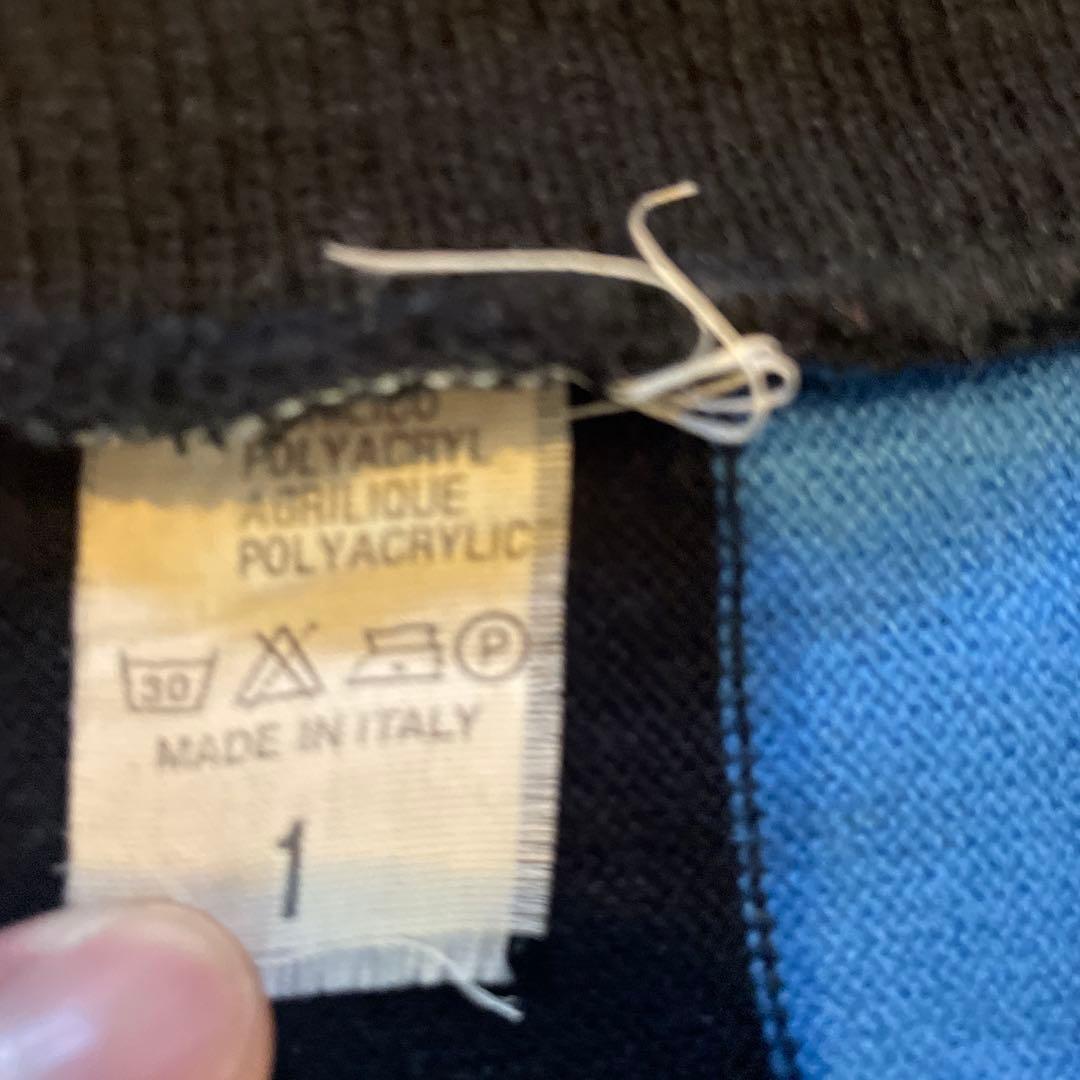 POLYACRYL
ACRILIQUE
POLYACRYLIC
30 P
MADE IN ITALY
1